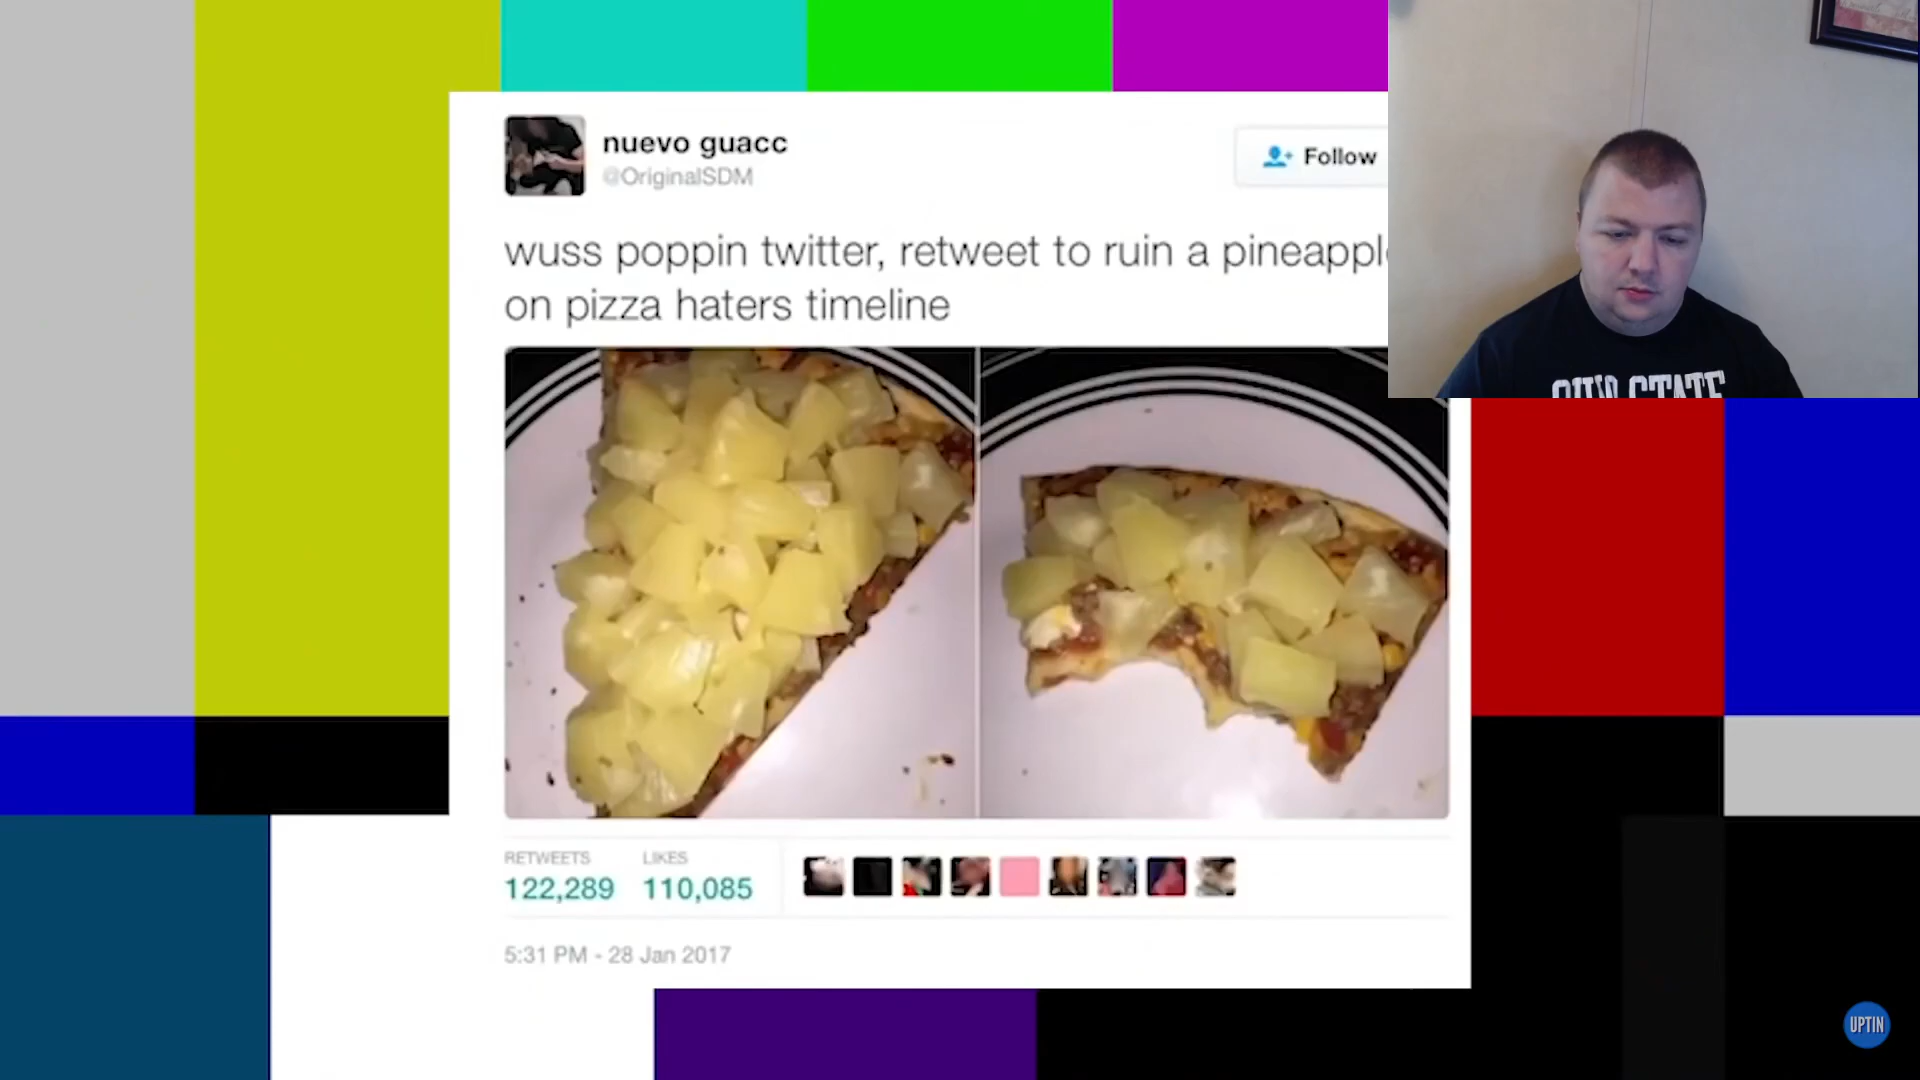 nuevo guacc
@OriginalSDM
Follow
wuss poppin twitter, retweet to ruin a pineappl
on pizza haters timeline
RETWEETS LIKES
122,289 110,085
5:31 PM - 28 Jan 2017
STATE
UPTIN